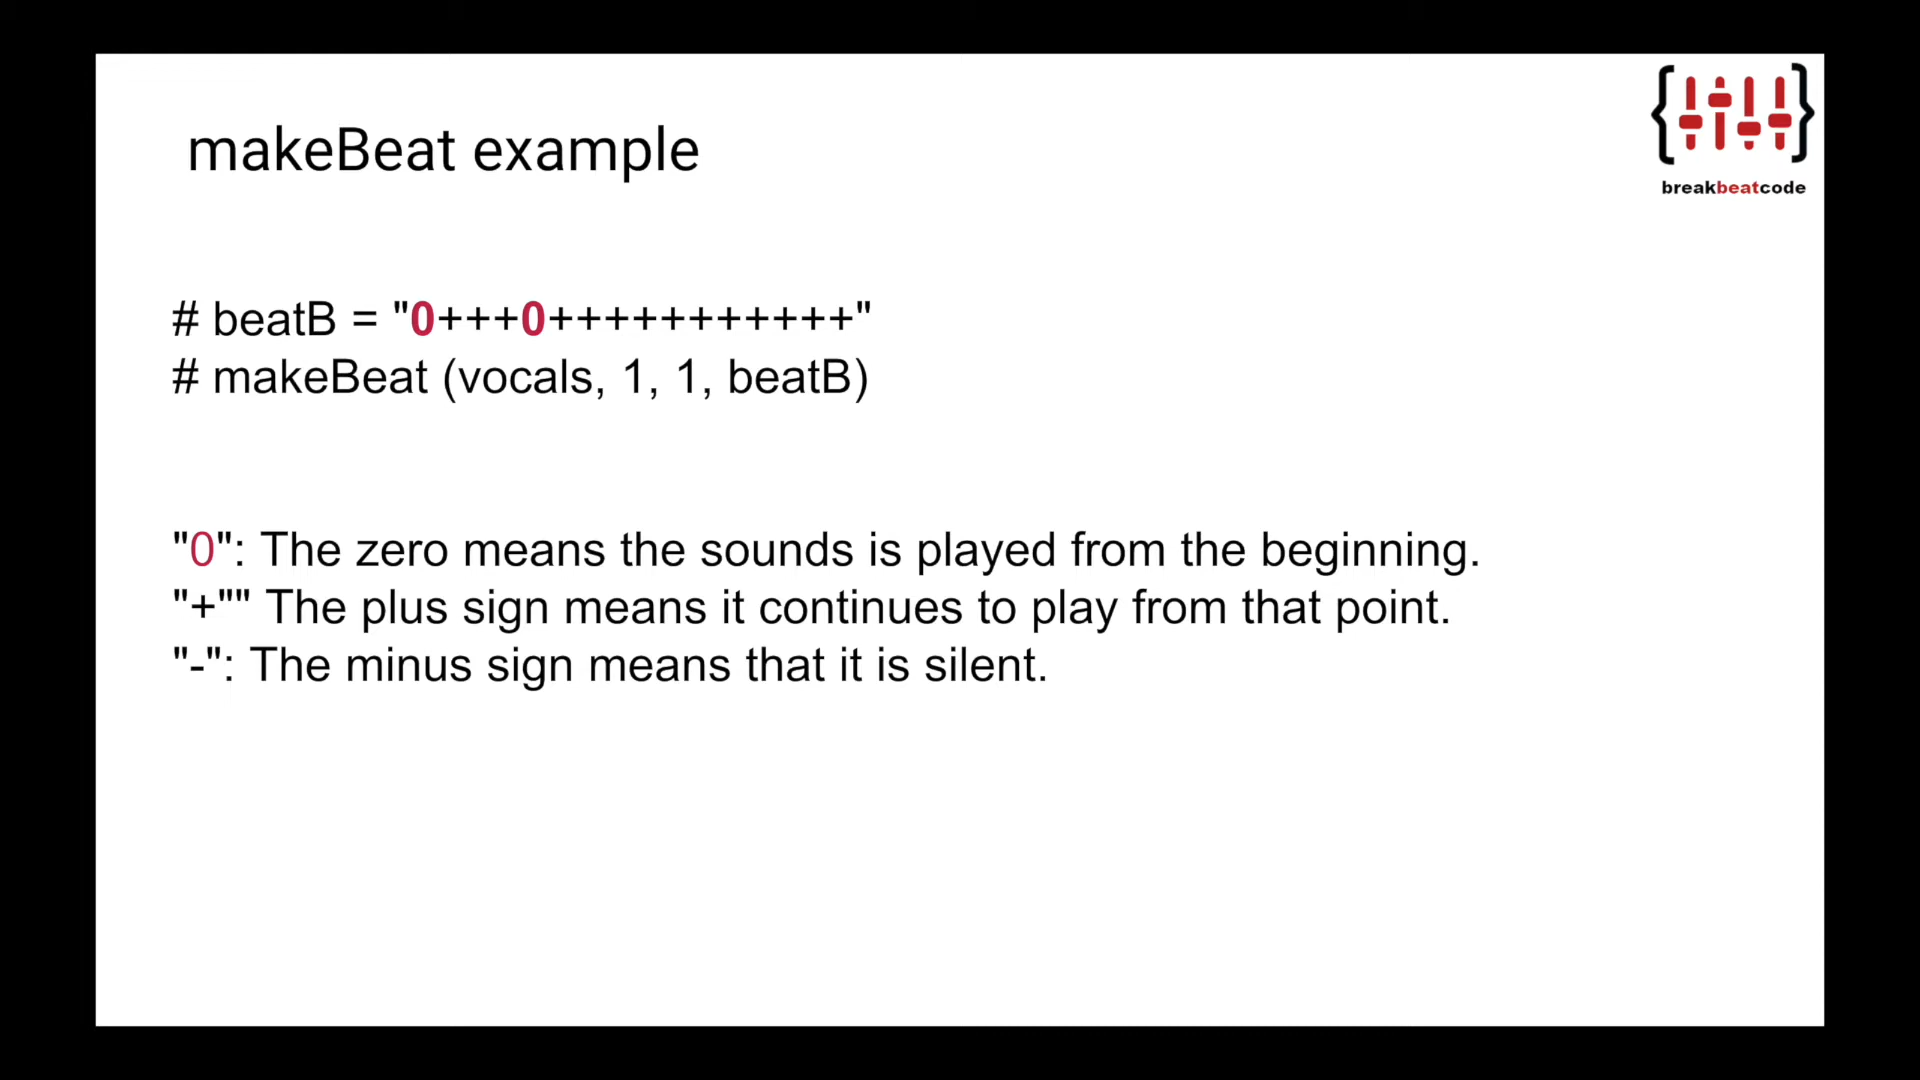 makeBeat example
breakbeatcode
# beatB = "0+++0+++++++++++"
# makeBeat (vocals, 1, 1, beatB)
"0": The zero means the sounds is played from the beginning.
"+"" The plus sign means it continues to play from that point.
"-": The minus sign means that it is silent.